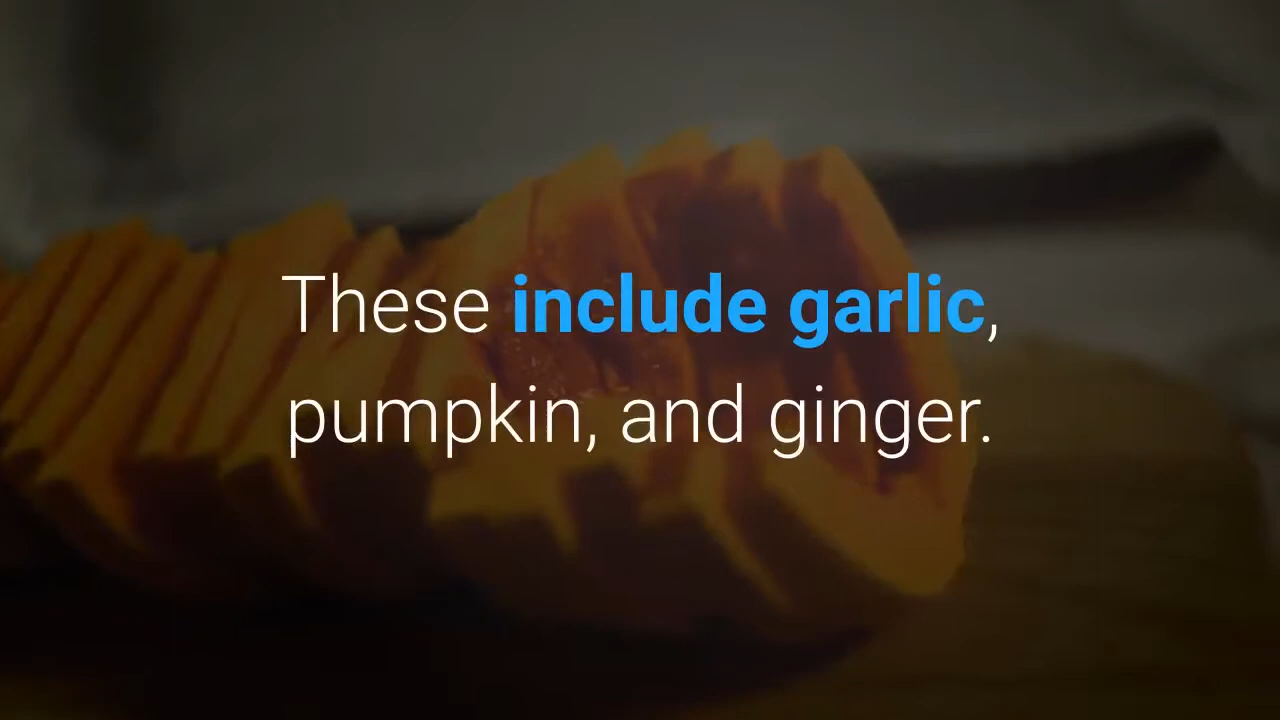 These include garlic,
pumpkin, and ginger.